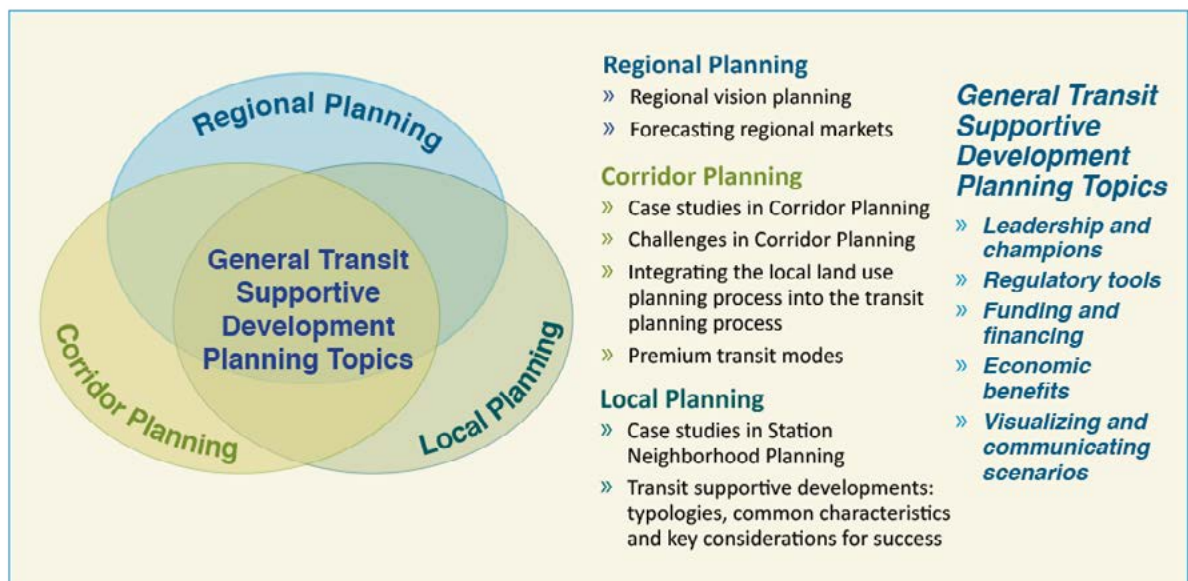 Regional Planning
General Transit
Supportive
Development
Planning Topics
Corridor Planning
Local Planning
Regional Planning
» Regional vision planning
» Forecasting regional markets
Corridor Planning
» Case studies in Corridor Planning
» Challenges in Corridor Planning
» Integrating the local land use
planning process into the transit
planning process
» Premium transit modes
Local Planning
» Case studies in Station
Neighborhood Planning
» Transit supportive developments:
typologies, common characteristics
and key considerations for success
General Transit
Supportive
Development
Planning Topics
» Leadership and
champions
» Regulatory tools
» Funding and
financing
» Economic
benefits
» Visualizing and
communicating
scenarios